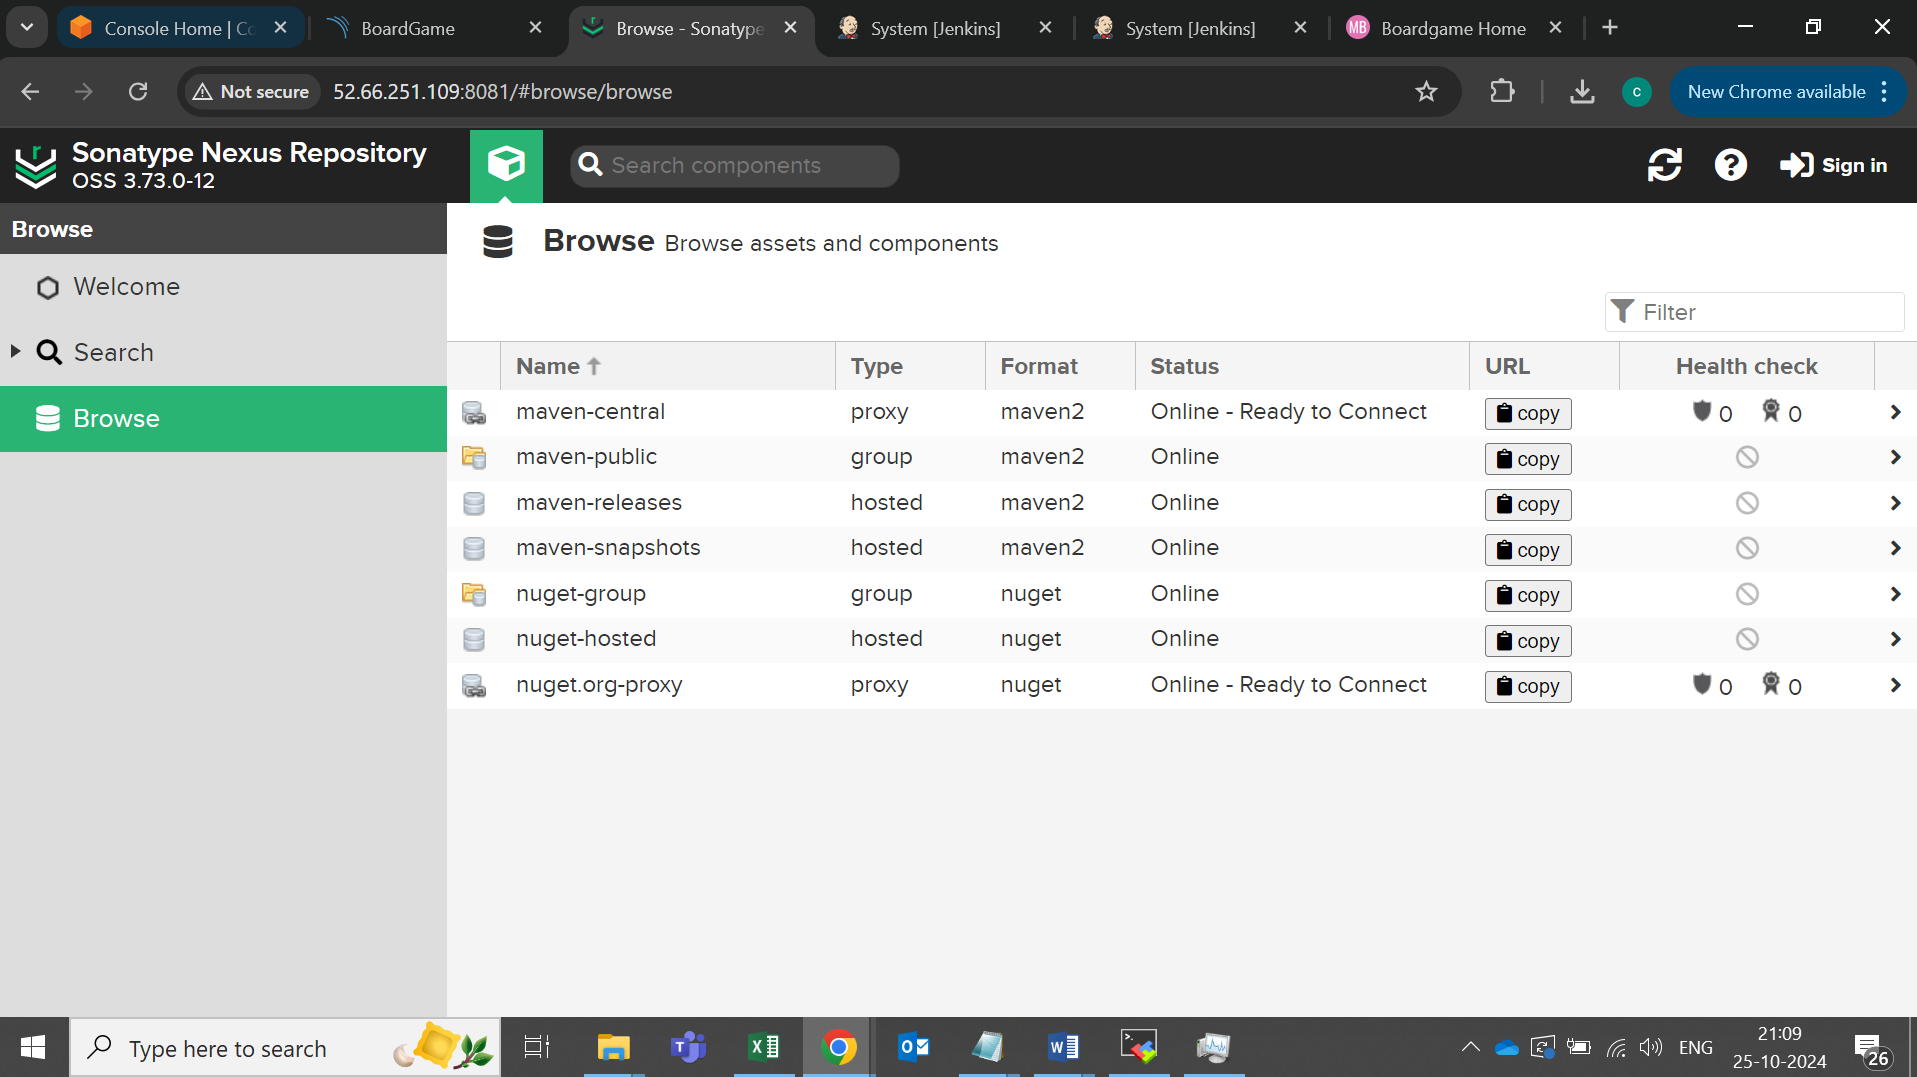 Console Home | Co
BoardGame
Browse - Sonatype
System [Jenkins]
System [Jenkins]
MB Boardgame Home
Not secure 52.66.251.109:8081/#browse/browse
c
New Chrome available
Sonatype Nexus Repository
OSS 3.73.0-12
Search components
Sign in
Browse
Welcome
Search
Browse
Browse Browse assets and components
Filter
Name Type Format Status URL Health check
maven-central proxy maven2 Online - Ready to Connect copy 0 0
maven-public group maven2 Online copy
maven-releases hosted maven2 Online copy
maven-snapshots hosted maven2 Online copy
nuget-group group nuget Online copy
nuget-hosted hosted nuget Online copy
nuget.org-proxy proxy nuget Online - Ready to Connect copy 0 0
Type here to search
ENG
21:09
25-10-2024
26